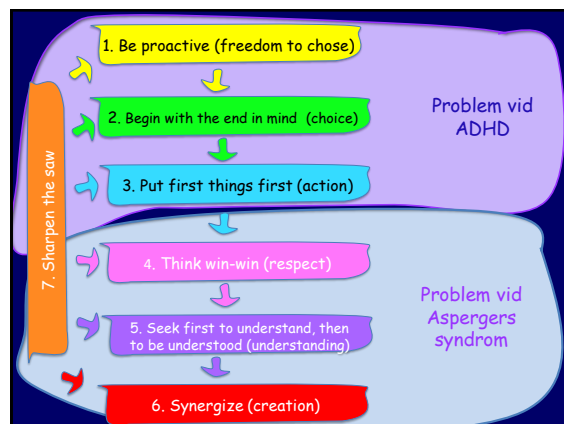 1. Be proactive (freedom to chose)
2. Begin with the end in mind (choice)
3. Put first things first (action)
Problem vid
ADHD
7. Sharpen the saw
4. Think win-win (respect)
5. Seek first to understand, then
to be understood (understanding)
6. Synergize (creation)
Problem vid
Aspergers
syndrom